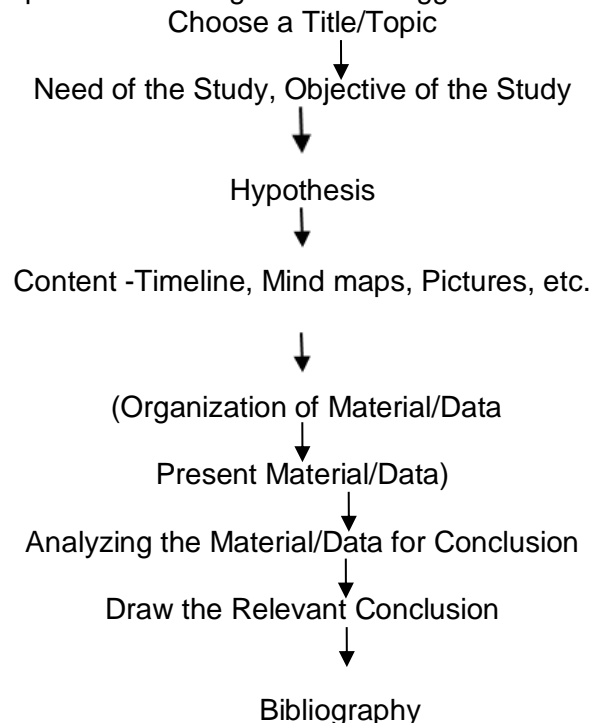 Choose a Title/Topic
Need of the Study, Objective of the Study
Hypothesis
Content -Timeline, Mind maps, Pictures, etc.
(Organization of Material/Data
Present Material/Data)
Analyzing the Material/Data for Conclusion
Draw the Relevant Conclusion
Bibliography